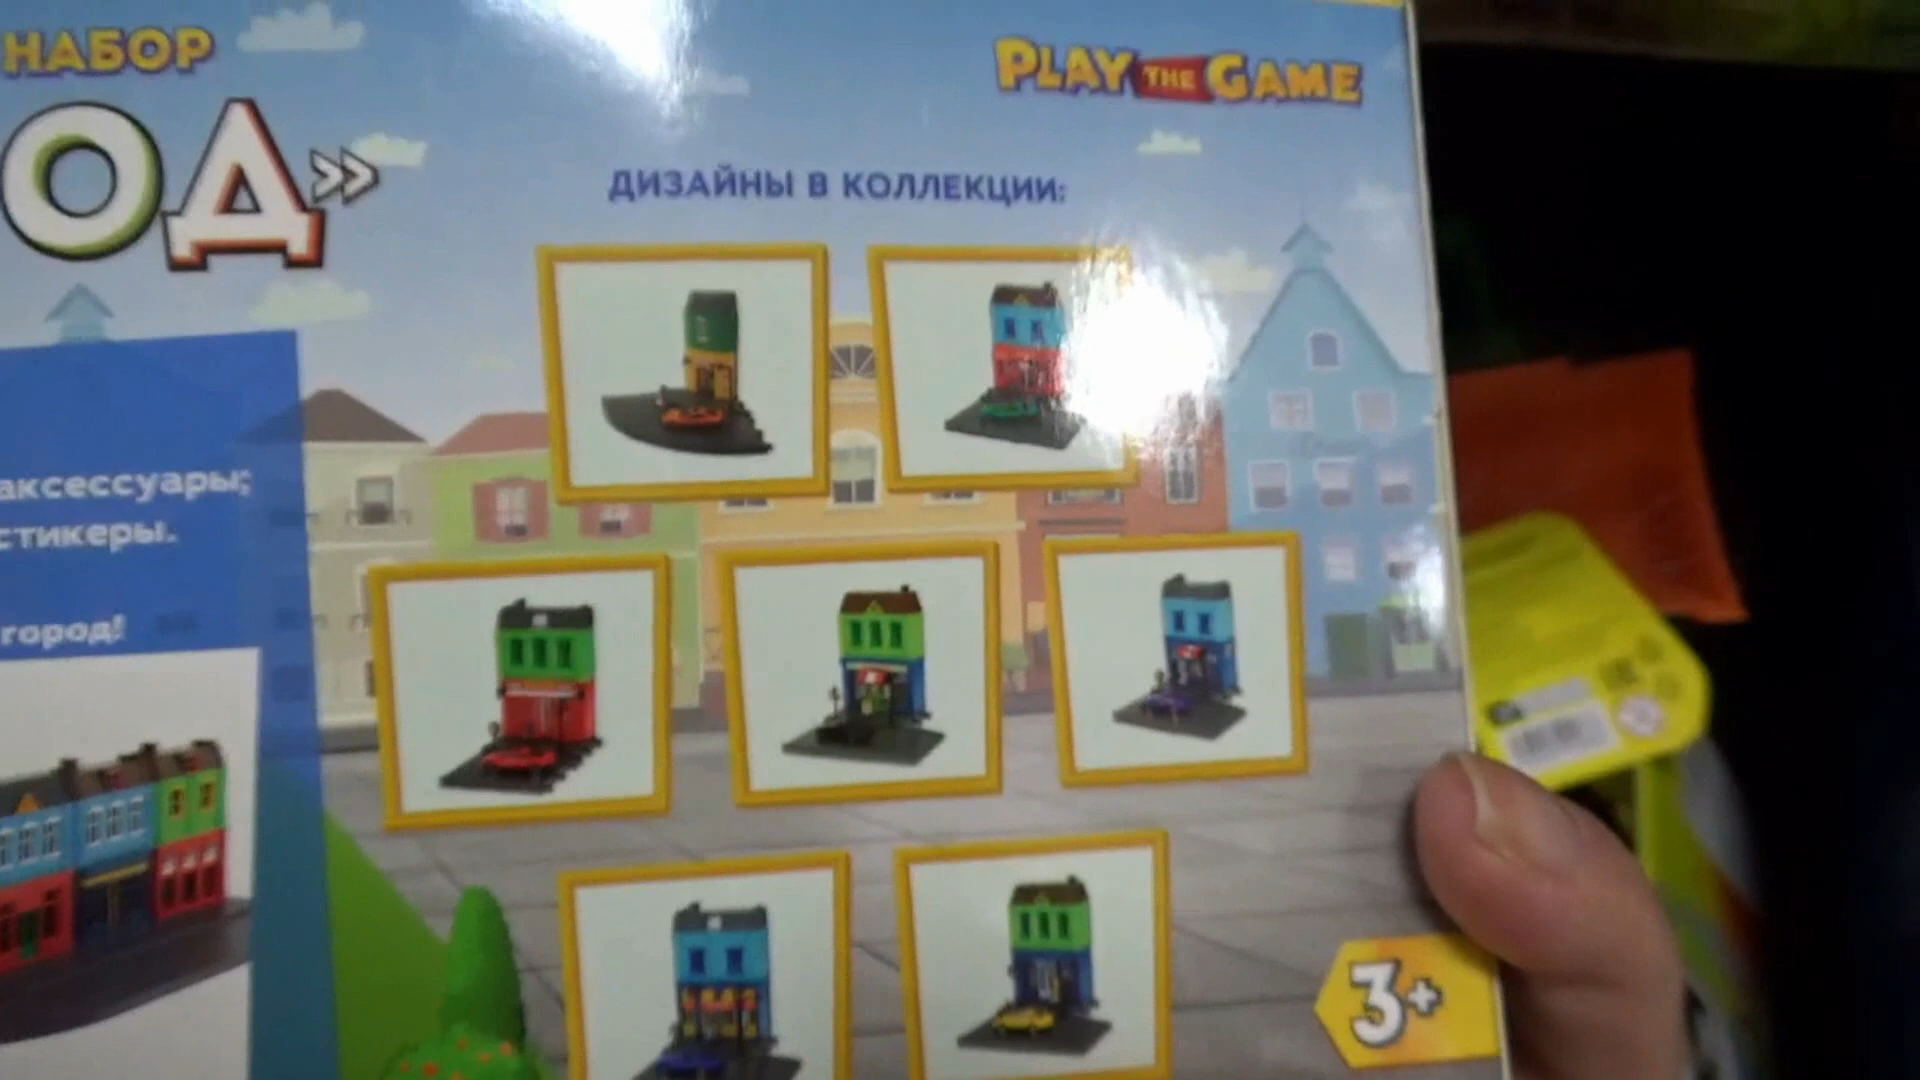 НАБОР
PLAY THE GAME
ОД»
ДИЗАЙНЫ В КОЛЛЕКЦИИ:
аксессуары;
стикеры.
город!
3+